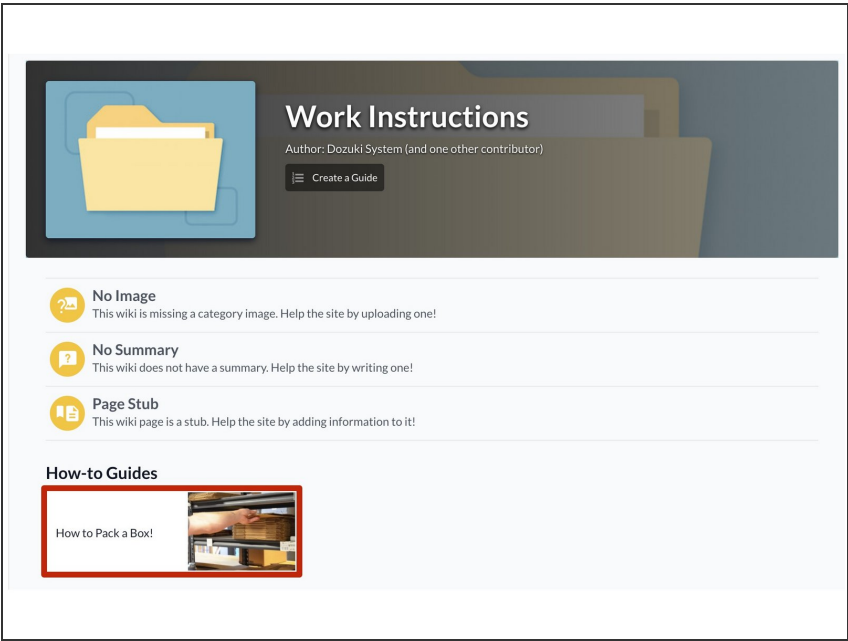 Work Instructions
Author: Dozuki System (and one other contributor)
Create a Guide
No Image
This wiki is missing a category image. Help the site by uploading one!
No Summary
This wiki does not have a summary. Help the site by writing one!
Page Stub
This wiki page is a stub. Help the site by adding information to it!
How-to Guides
How to Pack a Box!